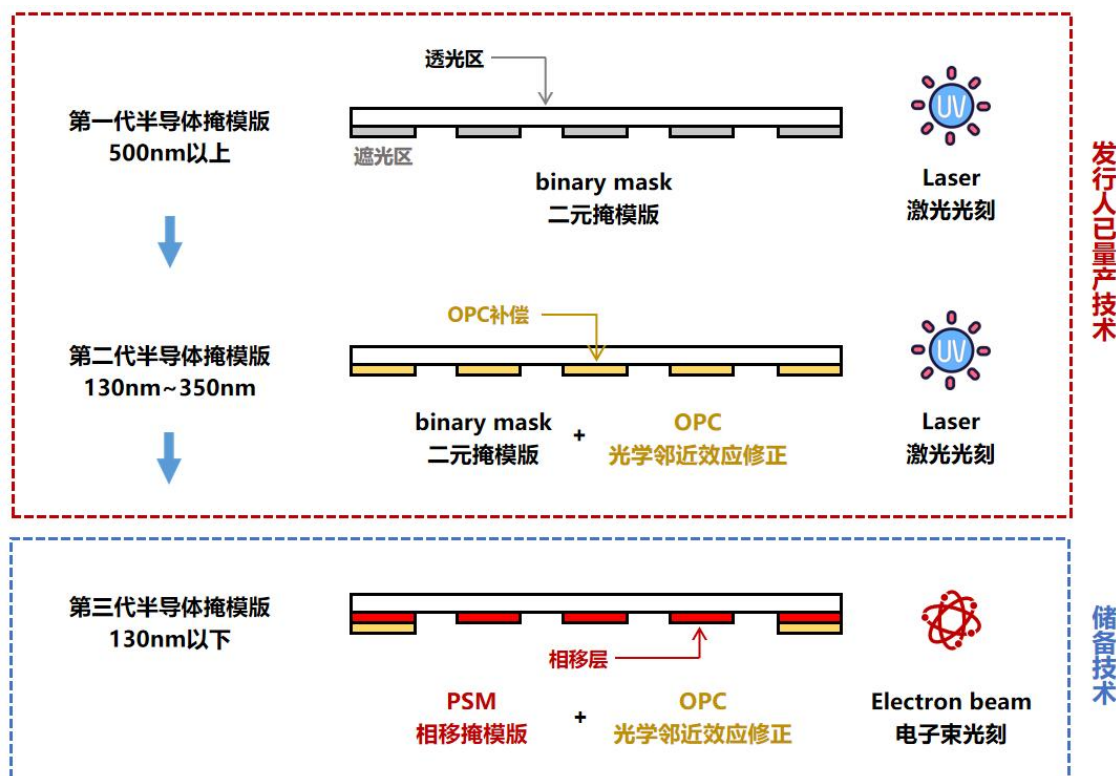 透光区
第一代半导体掩模版
500nm以上
遮光区
binary mask
二元掩模版
UV
Laser
激光光刻
发行人已量产技术
OPC补偿
第二代半导体掩模版
130nm~350nm
binary mask
二元掩模版
+
OPC
光学邻近效应修正
UV
Laser
激光光刻
第三代半导体掩模版
130nm以下
相移层
PSM
相移掩模版
+
OPC
光学邻近效应修正
Electron beam
电子束光刻
储备技术